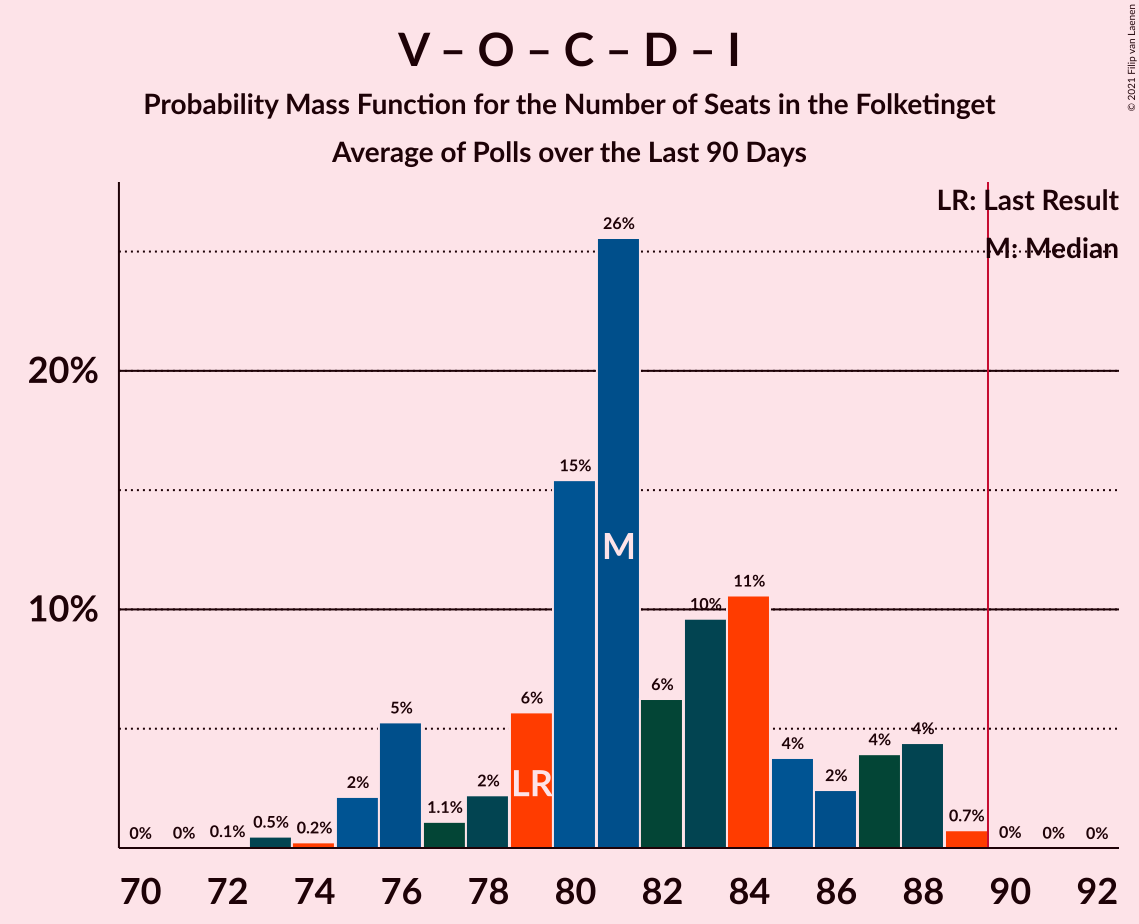 V – O – C – D – I
Probability Mass Function for the Number of Seats in the Folketinget
Average of Polls over the Last 90 Days
© 2021 Filip van Laenen
LR: Last Result
M: Median
20%
10%
0%
0%
0.1%
0.5%
0.2%
2%
5%
1.1%
2%
6%
15%
26%
6%
10%
11%
4%
2%
4%
4%
0.7%
0%
0%
0%
LR
M
70 72 74 76 78 80 82 84 86 88 90 92